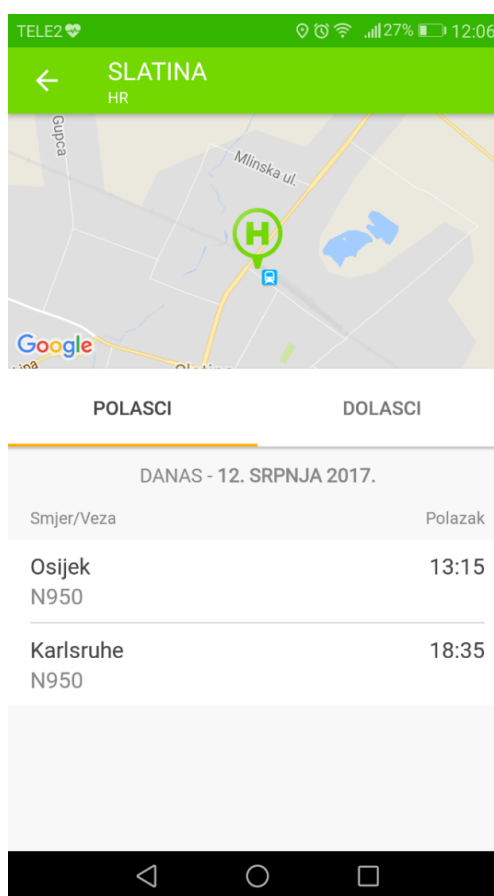 TELE2 27% 12:06
SLATINA
HR
Gupca
Mlinska ul.
H
Google
POLASCI DOLASCI
DANAS - 12. SRPNJA 2017.
Smjer/Veza Polazak
Osijek 13:15
N950
Karlsruhe 18:35
N950